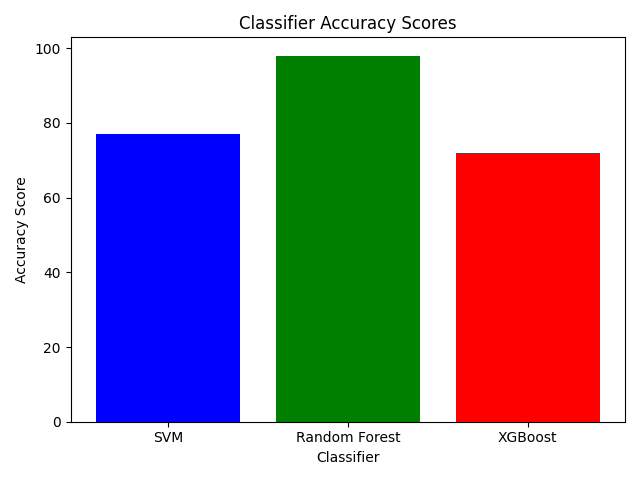 Classifier Accuracy Scores
100
80
60
40
20
0
Accuracy Score
SVM
Random Forest
XGBoost
Classifier